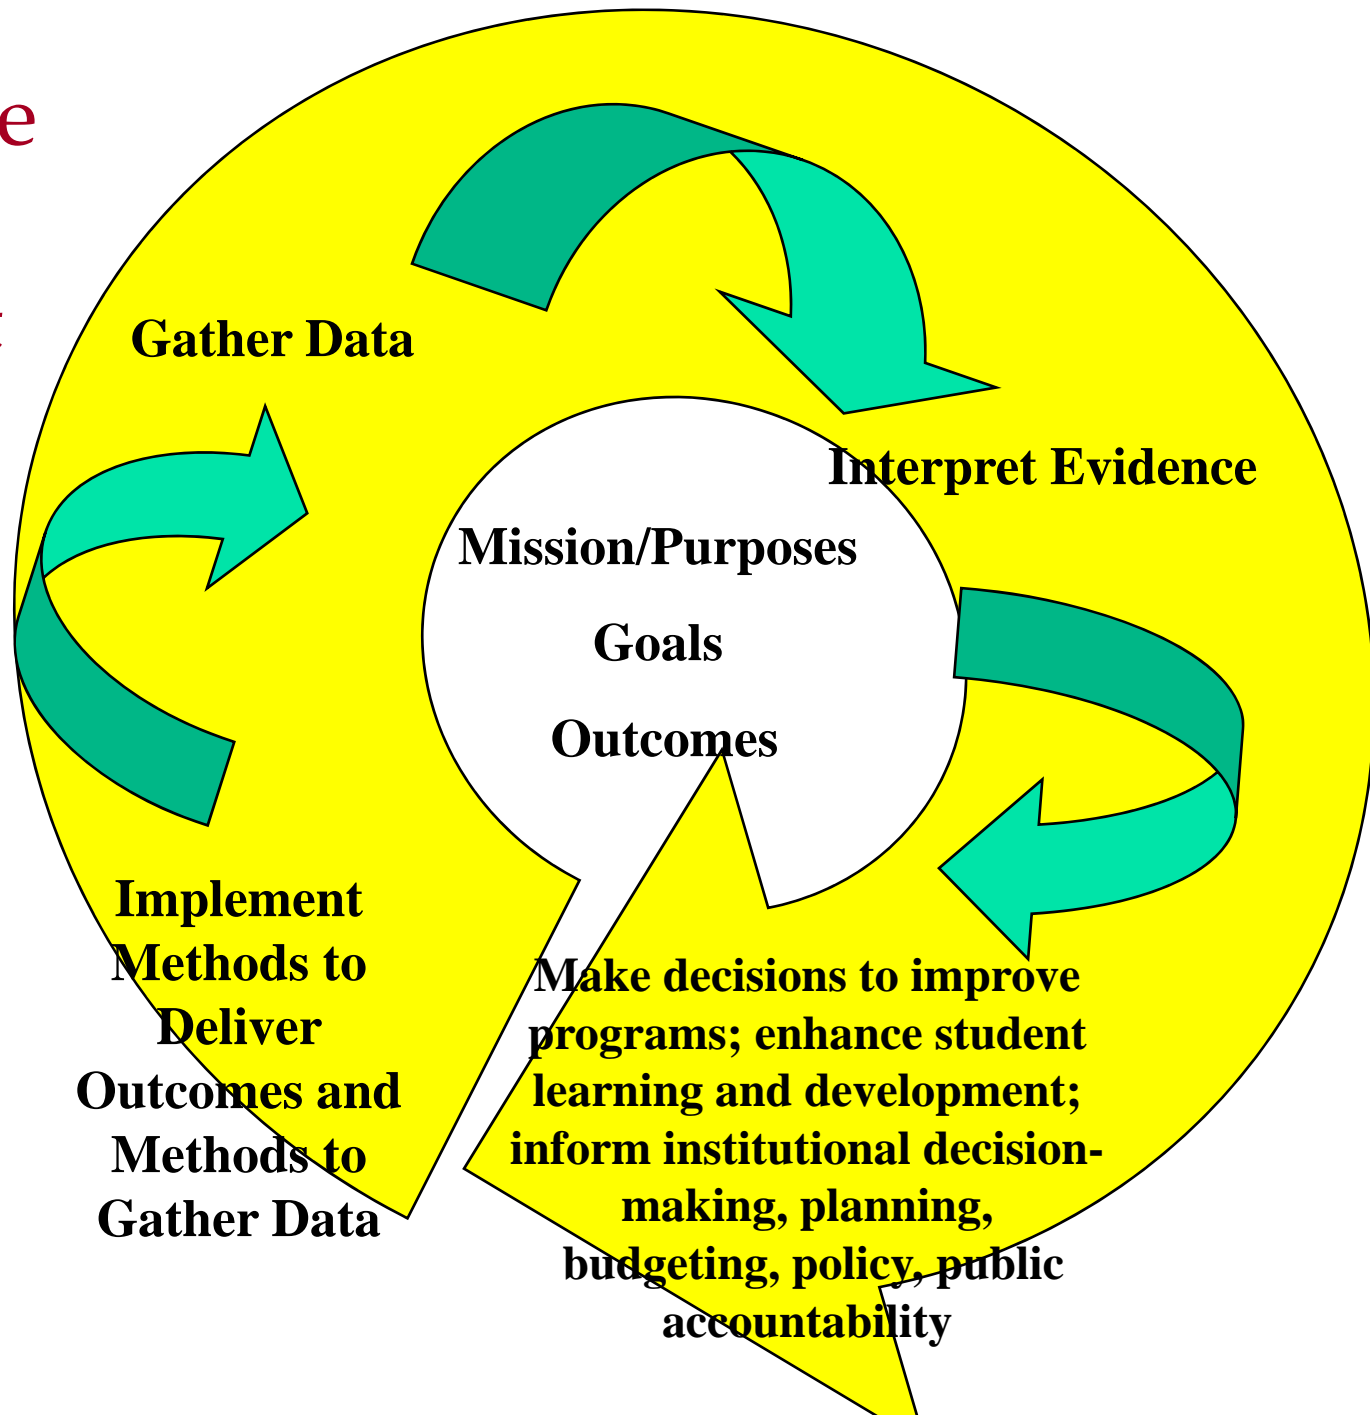 e
t
Gather Data
Interpret Evidence
Mission/Purposes
Goals
Outcomes
Implement
Methods to
Deliver
Outcomes and
Methods to
Gather Data
Make decisions to improve
programs; enhance student
learning and development;
inform institutional decision-
making, planning,
budgeting, policy, public
accountability